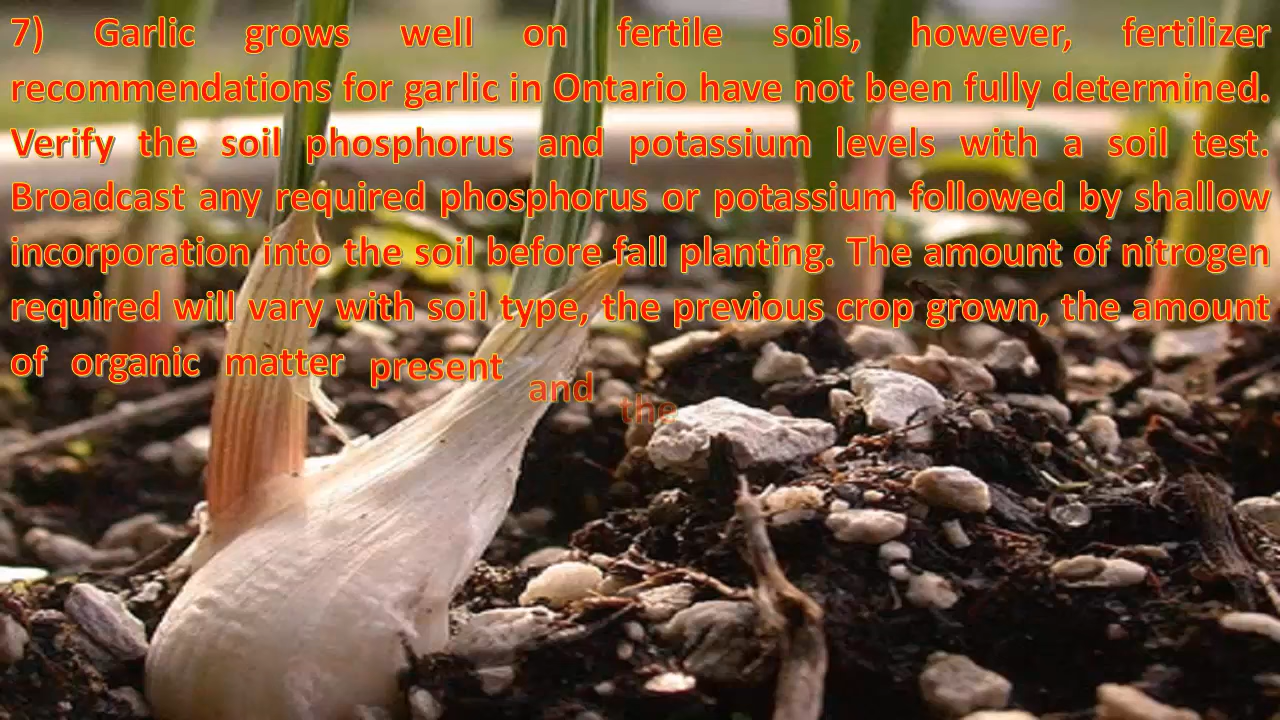 7) Garlic grows well on fertile soils, however, fertilizer
recommendations for garlic in Ontario have not been fully determined.
Verify the soil phosphorus and potassium levels with a soil test.
Broadcast any required phosphorus or potassium followed by shallow
incorporation into the soil before fall planting. The amount of nitrogen
required will vary with soil type, the previous crop grown, the amount
of organic matter present and the